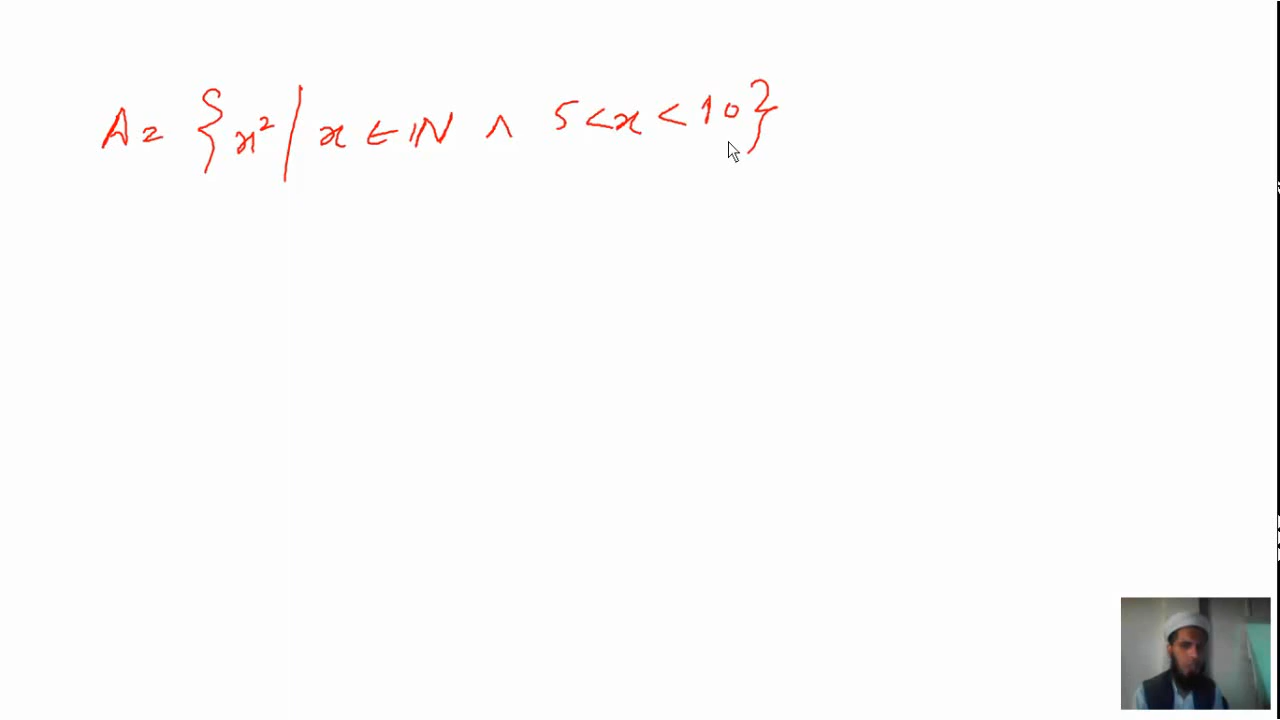 A = {x² | x ∈ ℕ ∧ 5 < x < 10}